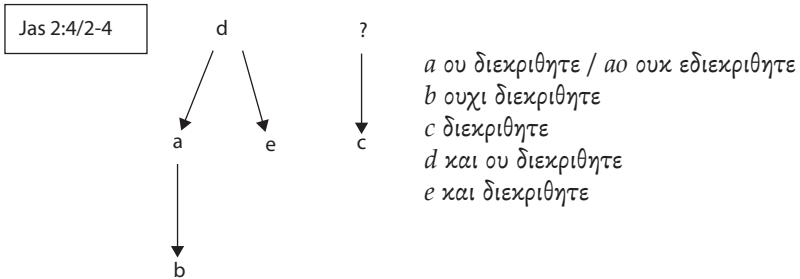 Jas 2:4/2-4
d ?
a e c
b
a ου διεκριθητε / ao ουκ εδιεκριθητε
b ουχι διεκριθητε
c διεκριθητε
d και ου διεκριθητε
e και διεκριθητε